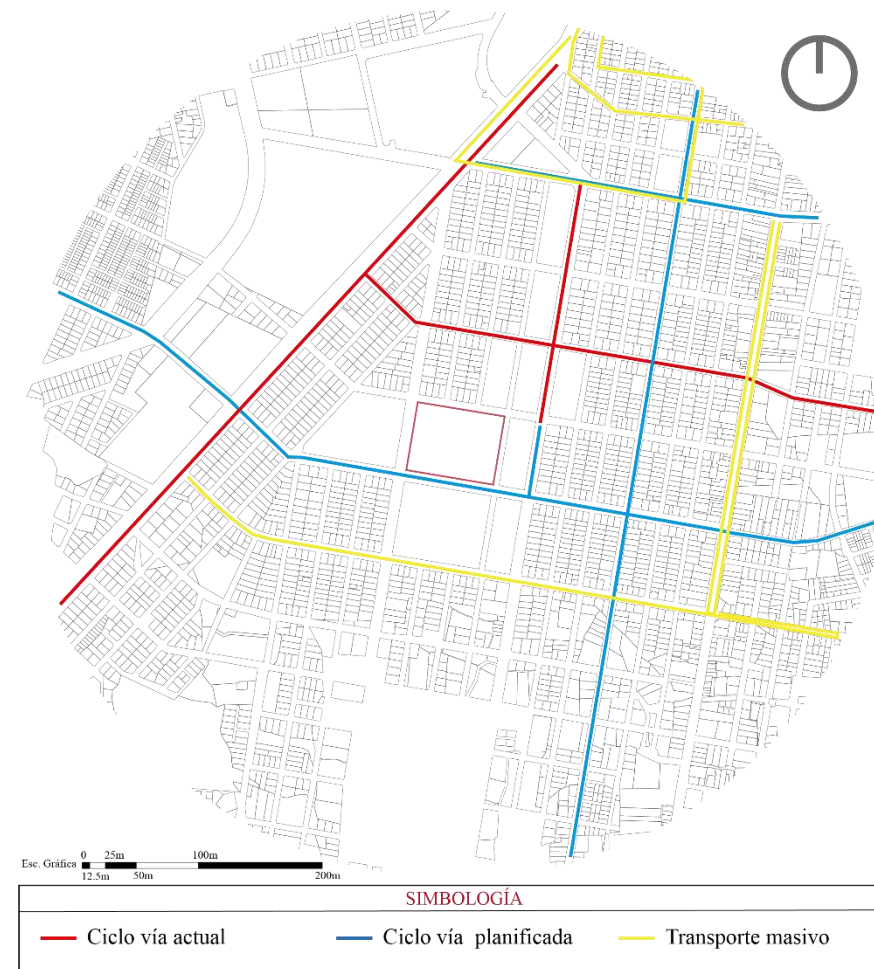 0 25m 100m
Esc. Gráfica
12.5m 50m 200m
SIMBOLOGÍA
Ciclo vía actual Ciclo vía planificada Transporte masivo